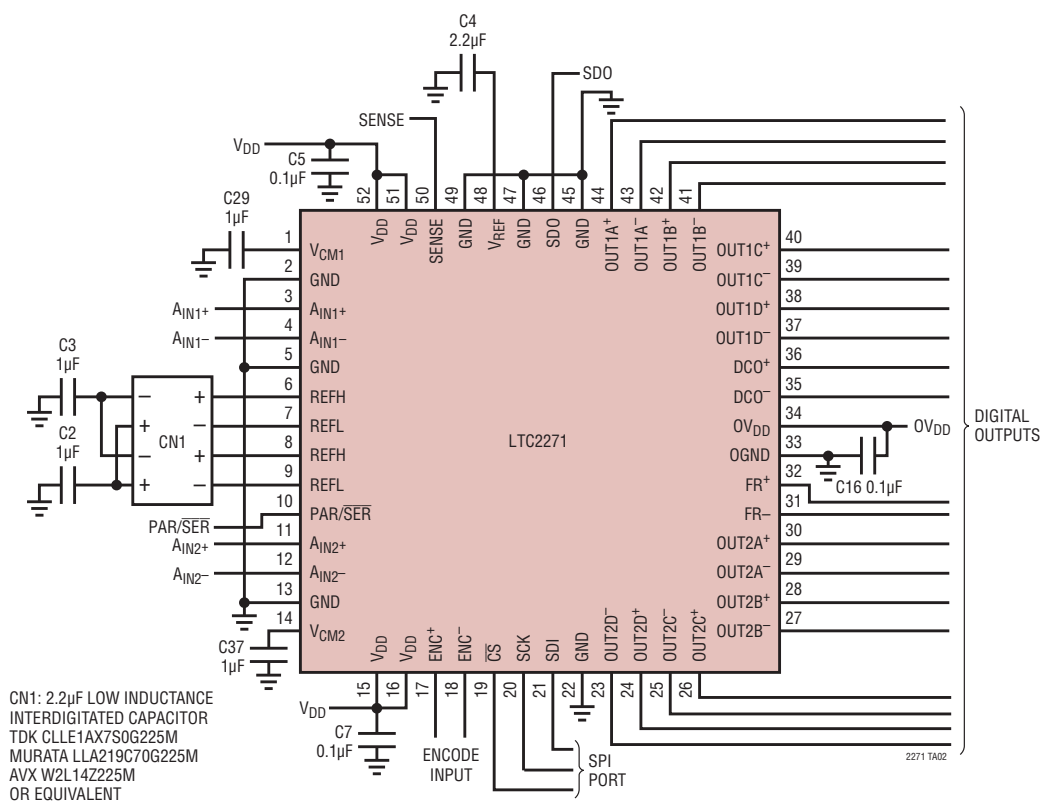 C4
2.2µF
SDO
SENSE
VDD
C5
0.1µF
52
51
50
49
48
47
46
45
44
43
42
41
VDD
VDD
SENSE
GND
VREF
GND
SDO
GND
OUT1A+
OUT1A–
OUT1B+
OUT1B–
C29
1µF
1
VCM1
2
GND
AIN1+
3
AIN1+
AIN1–
4
AIN1–
5
GND
C3
1µF
C2
1µF
–
+
–
+
CN1
+
–
+
–
6
REFH
7
REFL
8
REFH
9
REFL
PAR/S̅E̅R̅
10
PAR/S̅E̅R̅
AIN2+
11
AIN2+
AIN2–
12
AIN2–
13
GND
14
VCM2
C37
1µF
LTC2271
OUT1C+
40
OUT1C–
39
OUT1D+
38
OUT1D–
37
DCO+
36
DCO–
35
OVDD
34
OVDD
OGND
33
C16 0.1µF
FR+
32
FR–
31
OUT2A+
30
OUT2A–
29
OUT2B+
28
OUT2B–
27
DIGITAL
OUTPUTS
VDD
VDD
ENC+
ENC–
C̅S̅
SCK
SDI
GND
OUT2D–
OUT2D+
OUT2C–
OUT2C+
15
16
17
18
19
20
21
22
23
24
25
26
VDD
C7
0.1µF
ENCODE
INPUT
SPI
PORT
2271 TA02
CN1: 2.2µF LOW INDUCTANCE
INTERDIGITATED CAPACITOR
TDK CLLE1AX7S0G225M
MURATA LLA219C70G225M
AVX W2L14Z225M
OR EQUIVALENT